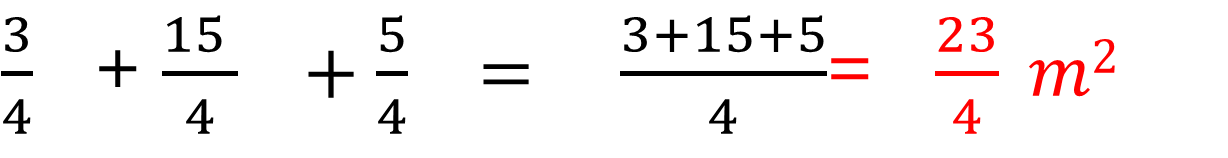 3/4 + 15/4 + 5/4 = (3+15+5)/4 = 23/4 m²